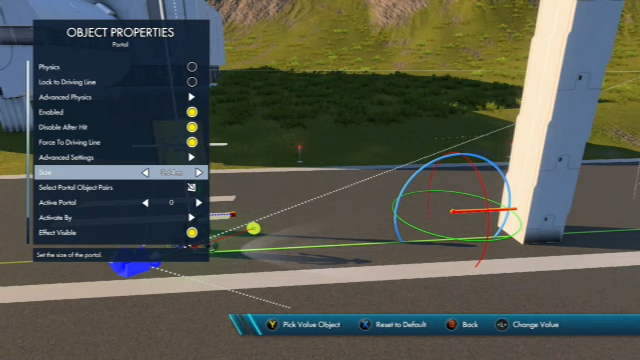 OBJECT PROPERTIES
Portal
Physics
Lock to Driving Line
Advanced Physics
Enabled
Disable After Hit
Force To Driving Line
Advanced Settings
Size
Select Portal Object Pairs
Active Portal 0
Activate By
Effect Visible
Set the size of the portal.
Y Pick Value Object X Reset to Default B Back L Change Value